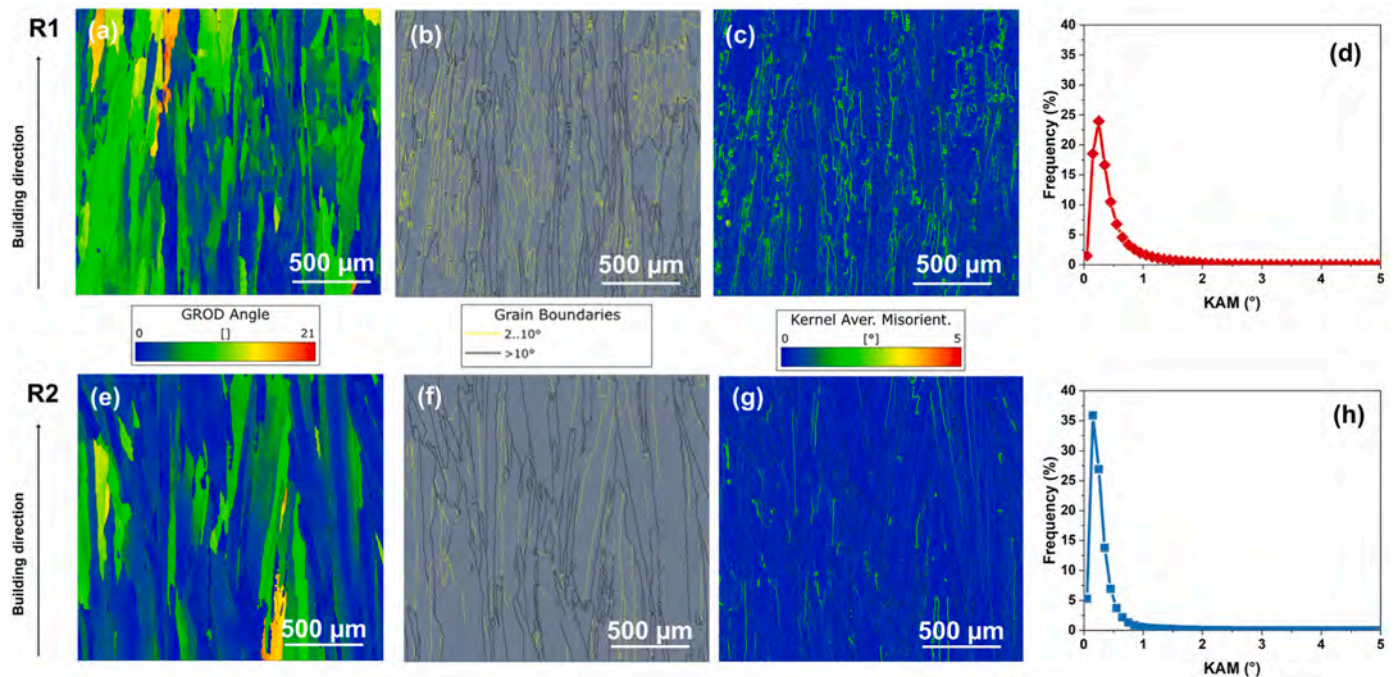 R1
Building direction
(a)
500 µm
(b)
500 µm
(c)
500 µm
(d)
Frequency (%)
40
35
30
25
20
15
10
5
0
0 1 2 3 4 5
KAM (°)
GROD Angle
0 [] 21
Grain Boundaries
2..10°
>10°
Kernel Aver. Misorient.
0 [°] 5
R2
Building direction
(e)
500 µm
(f)
500 µm
(g)
500 µm
(h)
Frequency (%)
40
35
30
25
20
15
10
5
0
0 1 2 3 4 5
KAM (°)